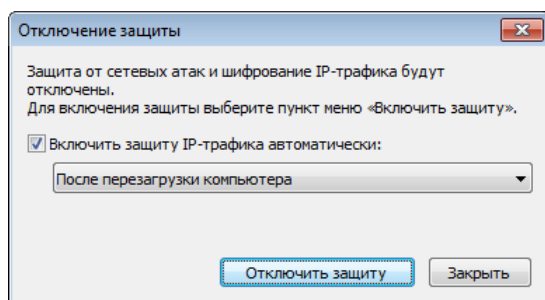 Отключение защиты
Защита от сетевых атак и шифрование IP-трафика будут
отключены.
Для включения защиты выберите пункт меню «Включить защиту».
Включить защиту IP-трафика автоматически:
После перезагрузки компьютера
Отключить защиту
Закрыть